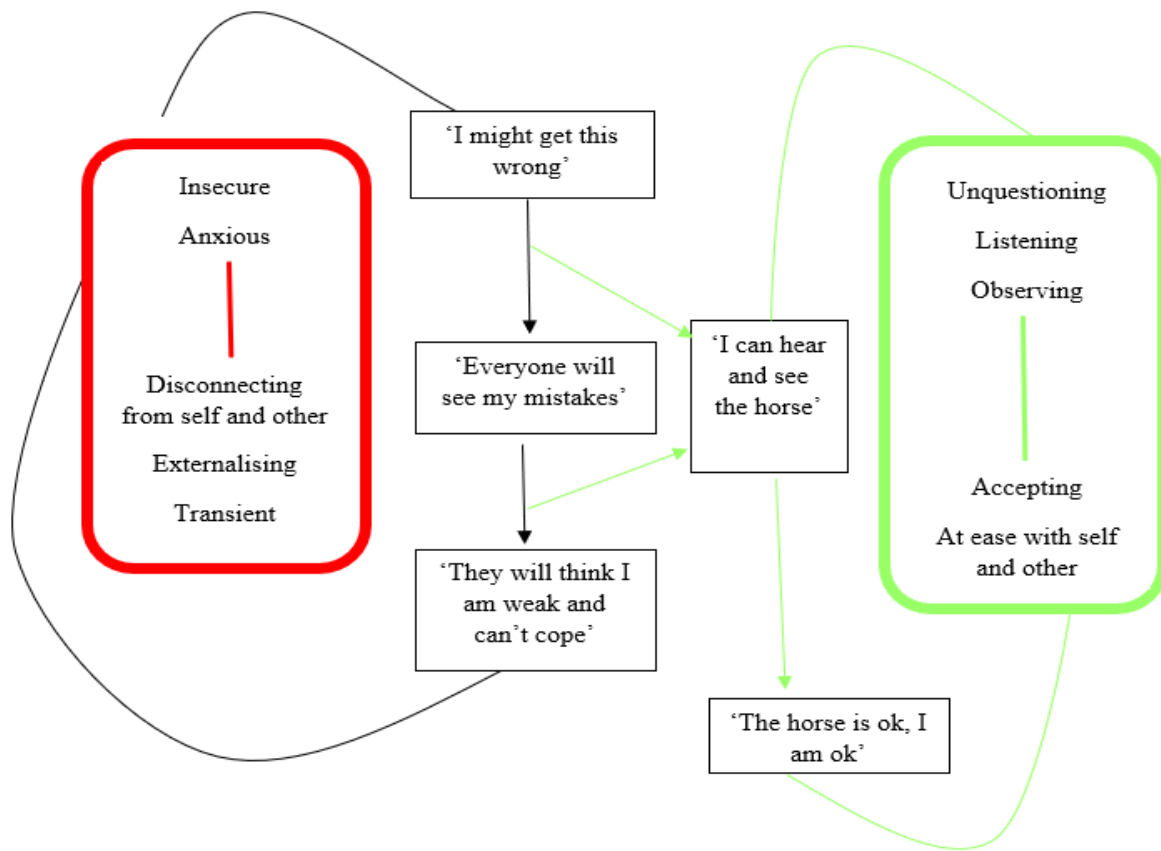 ‘I might get this
wrong’
Insecure
Anxious
Disconnecting
from self and other
Externalising
Transient
‘Everyone will
see my mistakes’
‘They will think I
am weak and
can’t cope’
‘I can hear
and see
the horse’
‘The horse is ok, I
am ok’
Unquestioning
Listening
Observing
Accepting
At ease with self
and other